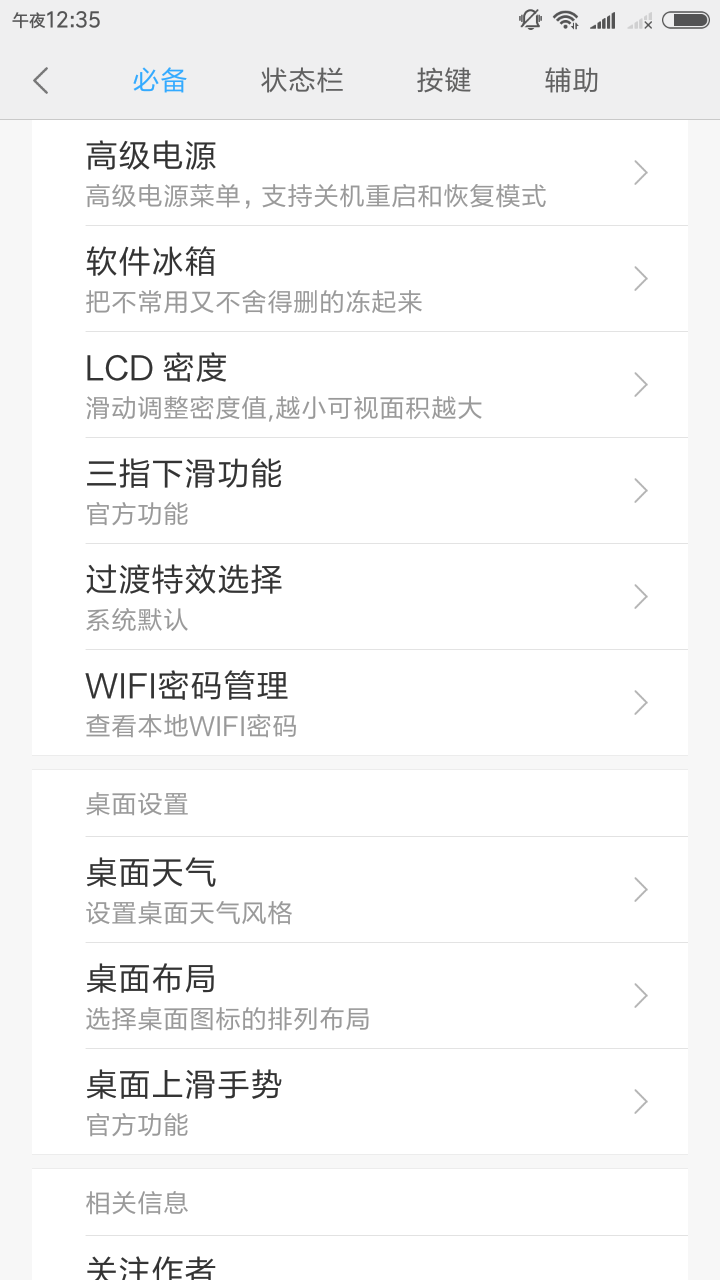 午夜12:35
必备 状态栏 按键 辅助
高级电源
高级电源菜单，支持关机重启和恢复模式
软件冰箱
把不常用又不舍得删的冻起来
LCD 密度
滑动调整密度值,越小可视面积越大
三指下滑功能
官方功能
过渡特效选择
系统默认
WIFI密码管理
查看本地WIFI密码
桌面设置
桌面天气
设置桌面天气风格
桌面布局
选择桌面图标的排列布局
桌面上滑手势
官方功能
相关信息
关注作者